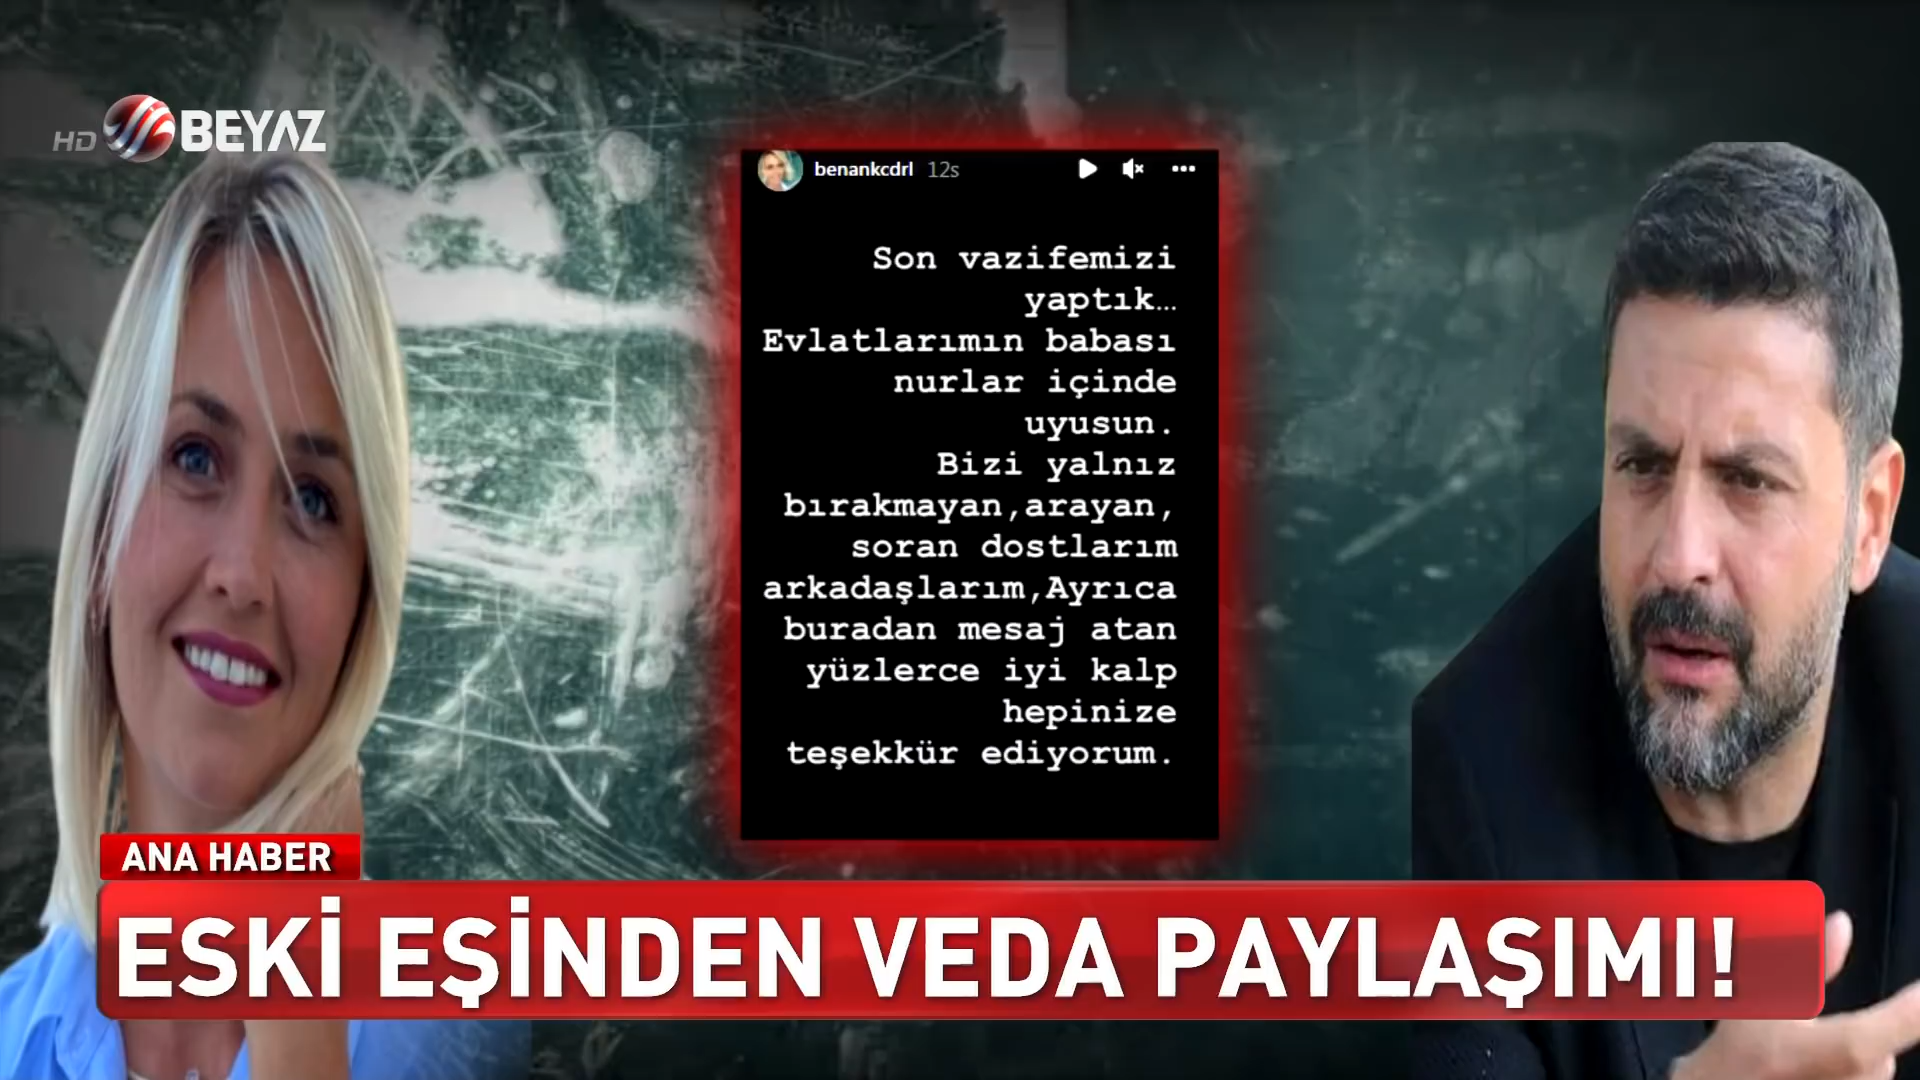 HD BEYAZ
benankcdrl 12s
Son vazifemizi
yaptık...
Evlatlarımın babası
nurlar içinde
uyusun.
Bizi yalnız
bırakmayan,arayan,
soran dostlarım
arkadaşlarım,Ayrıca
buradan mesaj atan
yüzlerce iyi kalp
hepinize
teşekkür ediyorum.
ANA HABER
ESKİ EŞİNDEN VEDA PAYLAŞIMI!